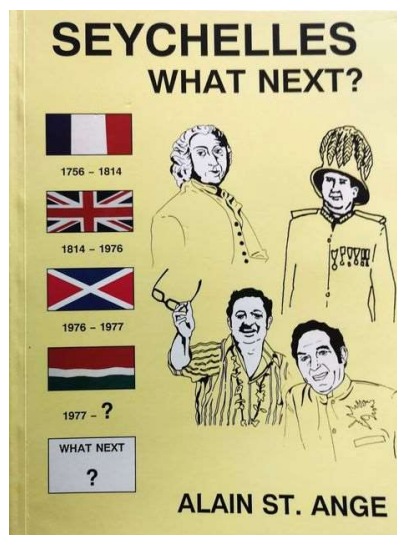 SEYCHELLES
WHAT NEXT?
1756 - 1814
1814 - 1976
1976 - 1977
1977 - ?
WHAT NEXT
?
ALAIN ST. ANGE